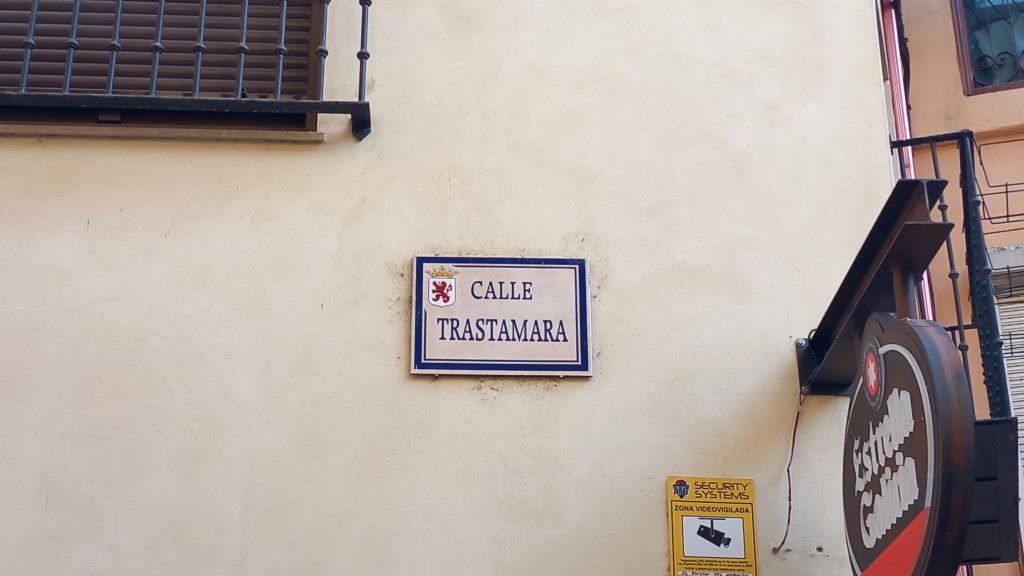 CALLE
TRASTAMARA
SECURITY
SYSTEMS
ZONA VIDEOVIGILADA
Estrella
Galicia